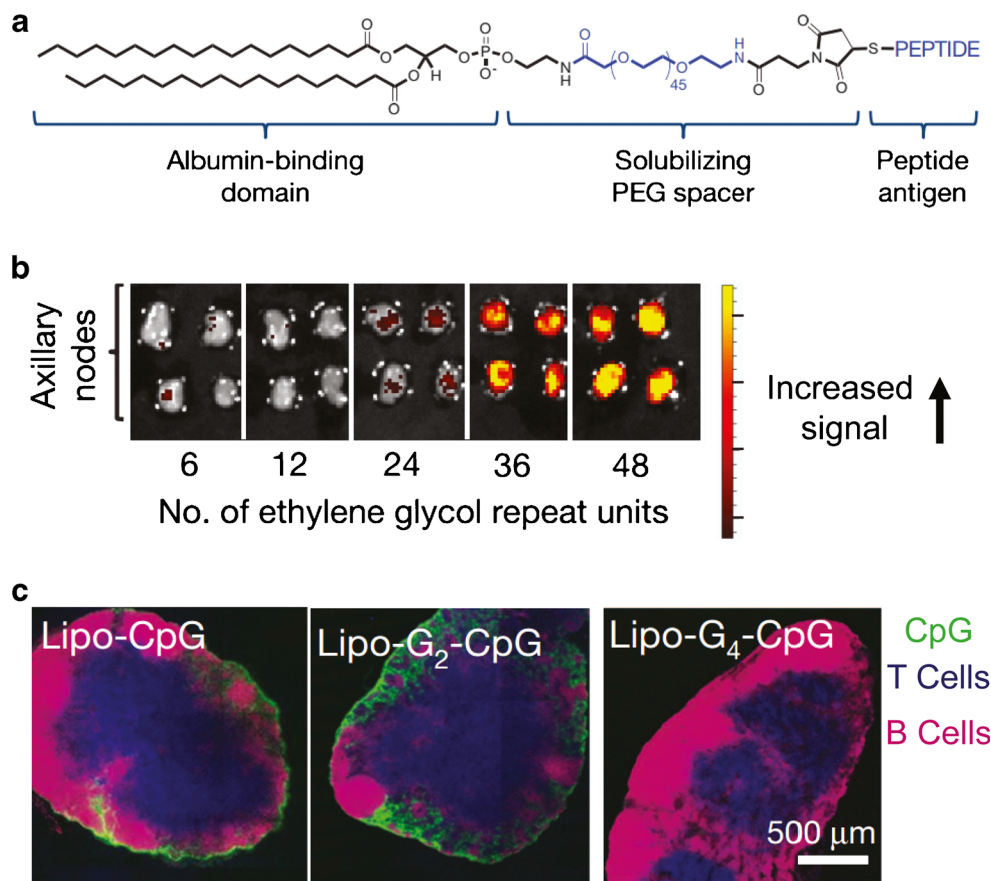 a
O
O
O
P
O
O
O-
H
O
O
N
H
O
O
O
45
H
N
O
N
O
O
S
PEPTIDE
Albumin-binding
domain
Solubilizing
PEG spacer
Peptide
antigen
b
Axillary
nodes
6 12 24 36 48
No. of ethylene glycol repeat units
Increased
signal
c
Lipo-CpG
Lipo-G2-CpG
Lipo-G4-CpG
CpG
T Cells
B Cells
500 μm